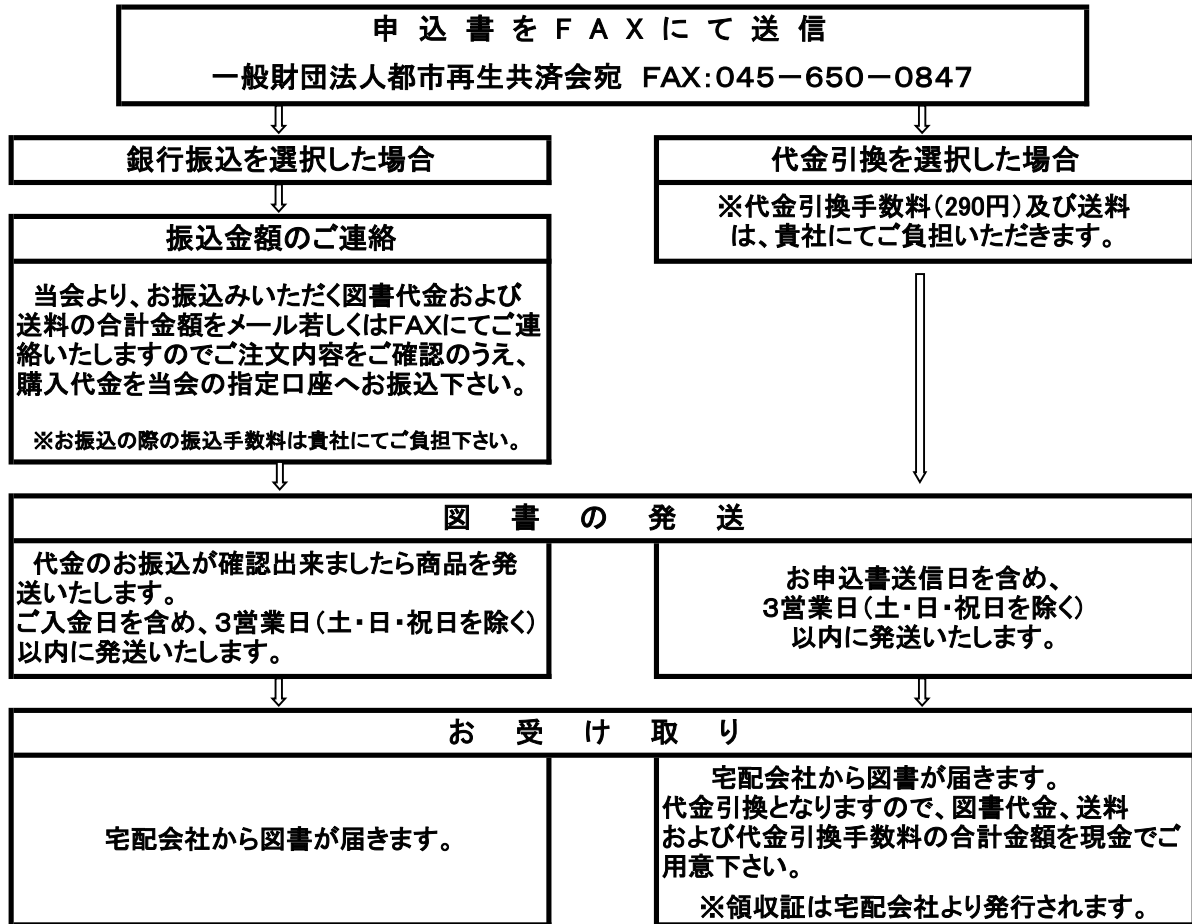 申込書をFAXにて送信
一般財団法人都市再生共済会宛 FAX:045－650－0847
銀行振込を選択した場合
振込金額のご連絡
当会より、お振込みいただく図書代金および
送料の合計金額をメール若しくはFAXにてご連
絡いたしますのでご注文内容をご確認のうえ、
購入代金を当会の指定口座へお振込下さい。
※お振込の際の振込手数料は貴社にてご負担下さい。
代金引換を選択した場合
※代金引換手数料(290円)及び送料
は、貴社にてご負担いただきます。
図書の発送
代金のお振込が確認出来ましたら商品を発
送いたします。
ご入金日を含め、3営業日(土・日・祝日を除く)
以内に発送いたします。
お申込書送信日を含め、
3営業日(土・日・祝日を除く)
以内に発送いたします。
お受け取り
宅配会社から図書が届きます。
宅配会社から図書が届きます。
代金引換となりますので、図書代金、送料
および代金引換手数料の合計金額を現金でご
用意下さい。
※領収証は宅配会社より発行されます。